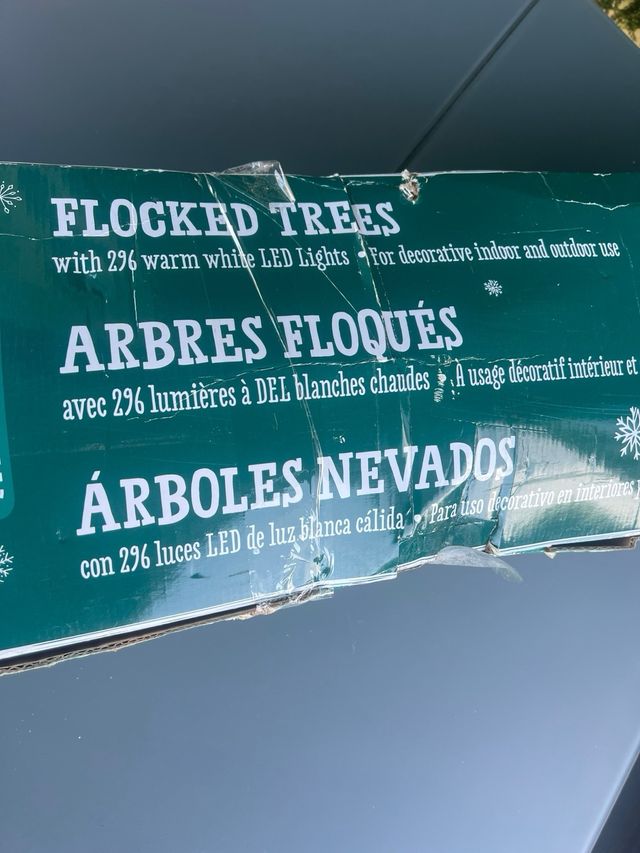 FLOCKED TREES
with 296 warm white LED Lights • For decorative indoor and outdoor use
ARBRES FLOQUÉS
avec 296 lumières à DEL blanches chaudes • A usage décoratif intérieur et
ÁRBOLES NEVADOS
con 296 luces LED de luz blanca cálida • Para uso decorativo en interiores y